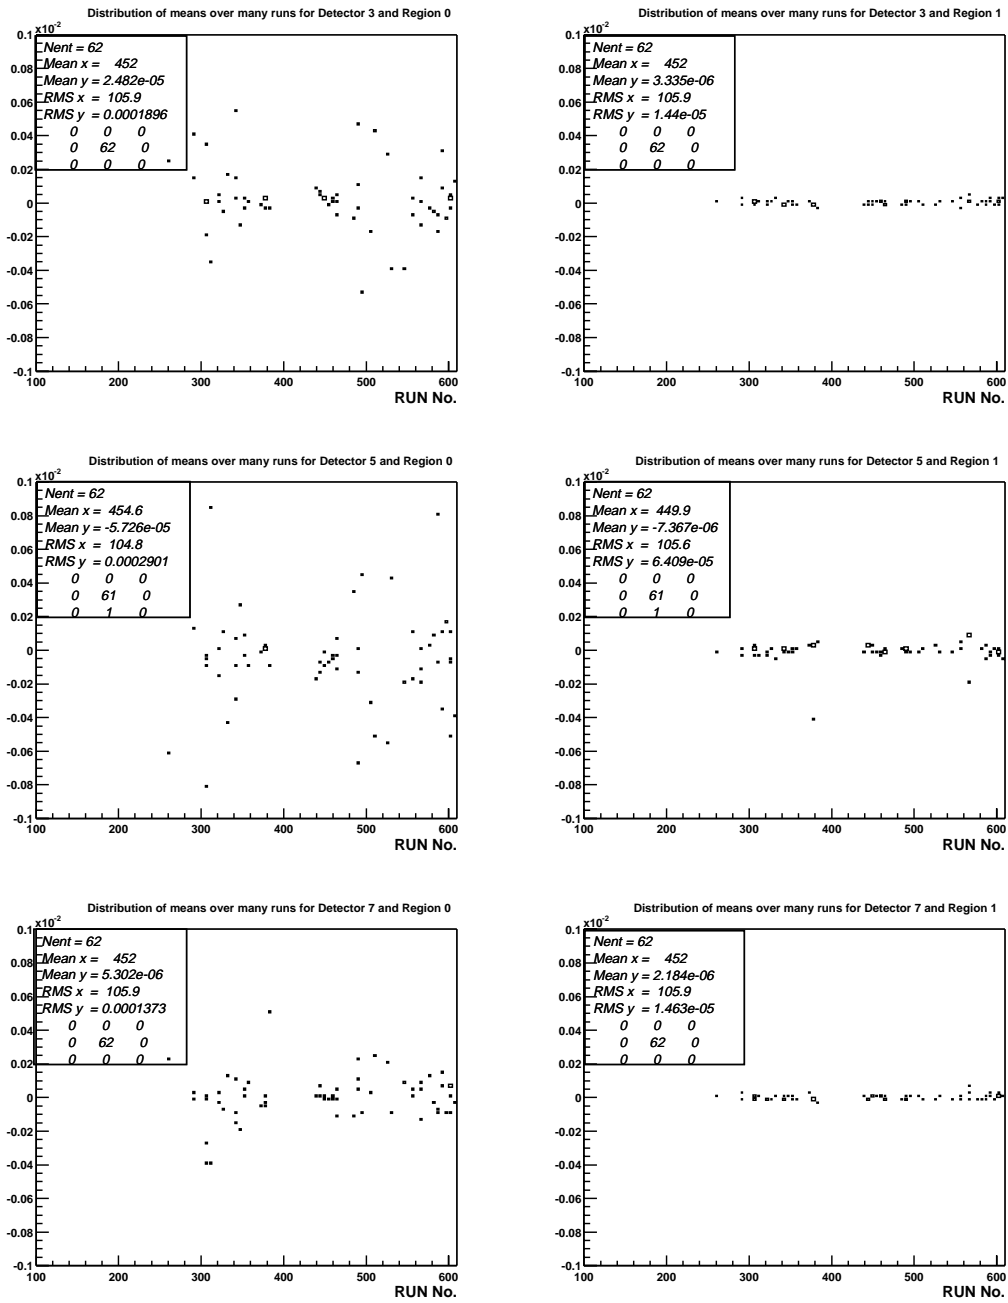 Distribution of means over many runs for Detector 3 and Region 0
x10-2
Nent = 62
Mean x = 452
Mean y = 2.482e-05
RMS x = 105.9
RMS y = 0.0001896
0 0 0
0 62 0
0 0 0
0.1
0.08
0.06
0.04
0.02
0
-0.02
-0.04
-0.06
-0.08
-0.1
100 200 300 400 500 600
RUN No.
Distribution of means over many runs for Detector 3 and Region 1
x10-2
Nent = 62
Mean x = 452
Mean y = 3.335e-06
RMS x = 105.9
RMS y = 1.44e-05
0 0 0
0 62 0
0 0 0
0.1
0.08
0.06
0.04
0.02
0
-0.02
-0.04
-0.06
-0.08
-0.1
100 200 300 400 500 600
RUN No.
Distribution of means over many runs for Detector 5 and Region 0
x10-2
Nent = 62
Mean x = 454.6
Mean y = -5.726e-05
RMS x = 104.8
RMS y = 0.0002901
0 0 0
0 61 0
0 1 0
0.1
0.08
0.06
0.04
0.02
0
-0.02
-0.04
-0.06
-0.08
-0.1
100 200 300 400 500 600
RUN No.
Distribution of means over many runs for Detector 5 and Region 1
x10-2
Nent = 62
Mean x = 449.9
Mean y = -7.367e-06
RMS x = 105.6
RMS y = 6.409e-05
0 0 0
0 61 0
0 1 0
0.1
0.08
0.06
0.04
0.02
0
-0.02
-0.04
-0.06
-0.08
-0.1
100 200 300 400 500 600
RUN No.
Distribution of means over many runs for Detector 7 and Region 0
x10-2
Nent = 62
Mean x = 452
Mean y = 5.302e-06
RMS x = 105.9
RMS y = 0.0001373
0 0 0
0 62 0
0 0 0
0.1
0.08
0.06
0.04
0.02
0
-0.02
-0.04
-0.06
-0.08
-0.1
100 200 300 400 500 600
RUN No.
Distribution of means over many runs for Detector 7 and Region 1
x10-2
Nent = 62
Mean x = 452
Mean y = 2.184e-06
RMS x = 105.9
RMS y = 1.463e-05
0 0 0
0 62 0
0 0 0
0.1
0.08
0.06
0.04
0.02
0
-0.02
-0.04
-0.06
-0.08
-0.1
100 200 300 400 500 600
RUN No.